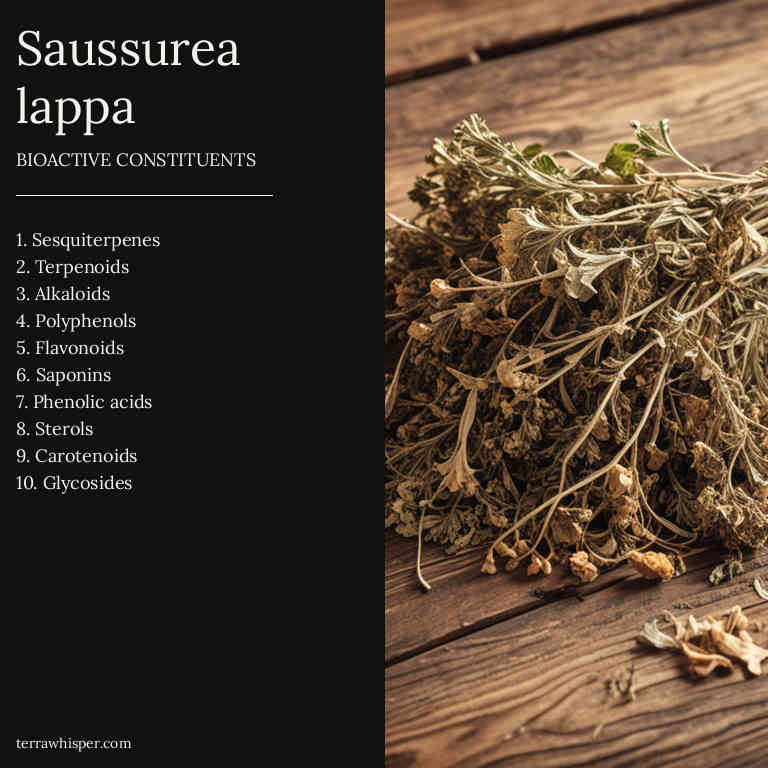 Saussurea
lappa
BIOACTIVE CONSTITUENTS
1. Sesquiterpenes
2. Terpenoids
3. Alkaloids
4. Polyphenols
5. Flavonoids
6. Saponins
7. Phenolic acids
8. Sterols
9. Carotenoids
10. Glycosides
terrawhisper.com